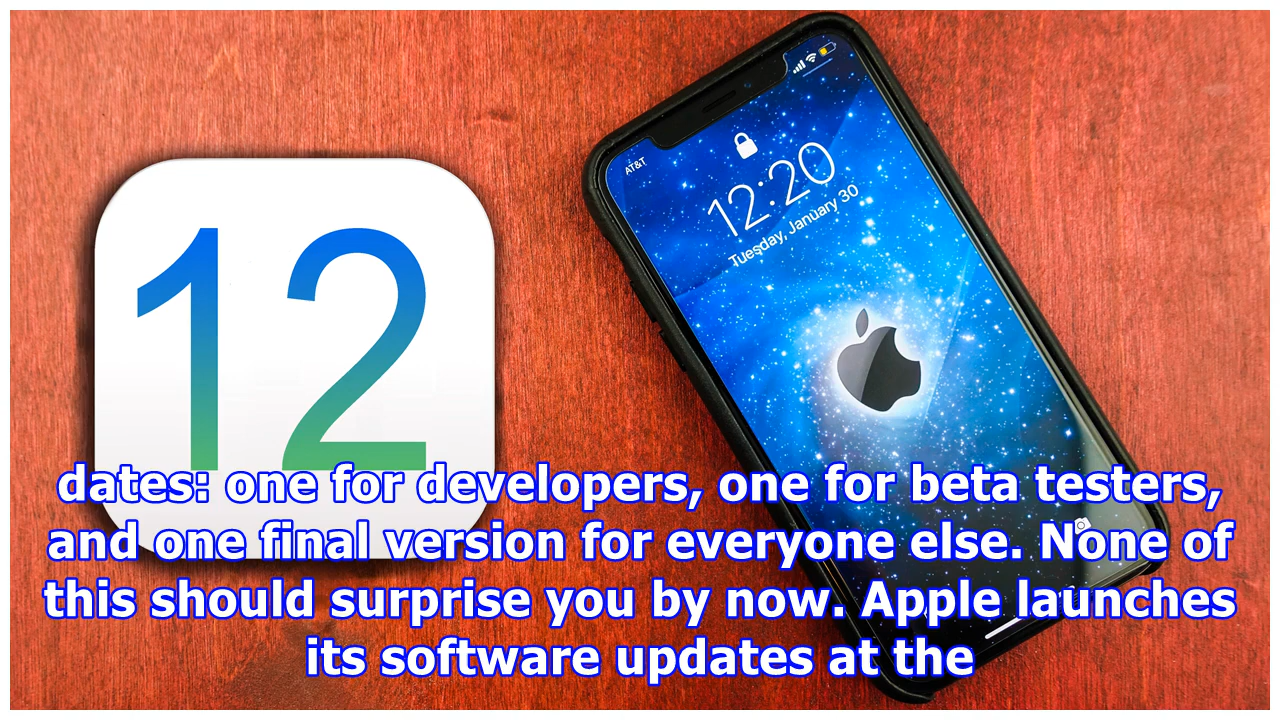 12
AT&T
12:20
Tuesday, January 30
dates: one for developers, one for beta testers,
and one final version for everyone else. None of
this should surprise you by now. Apple launches
its software updates at the